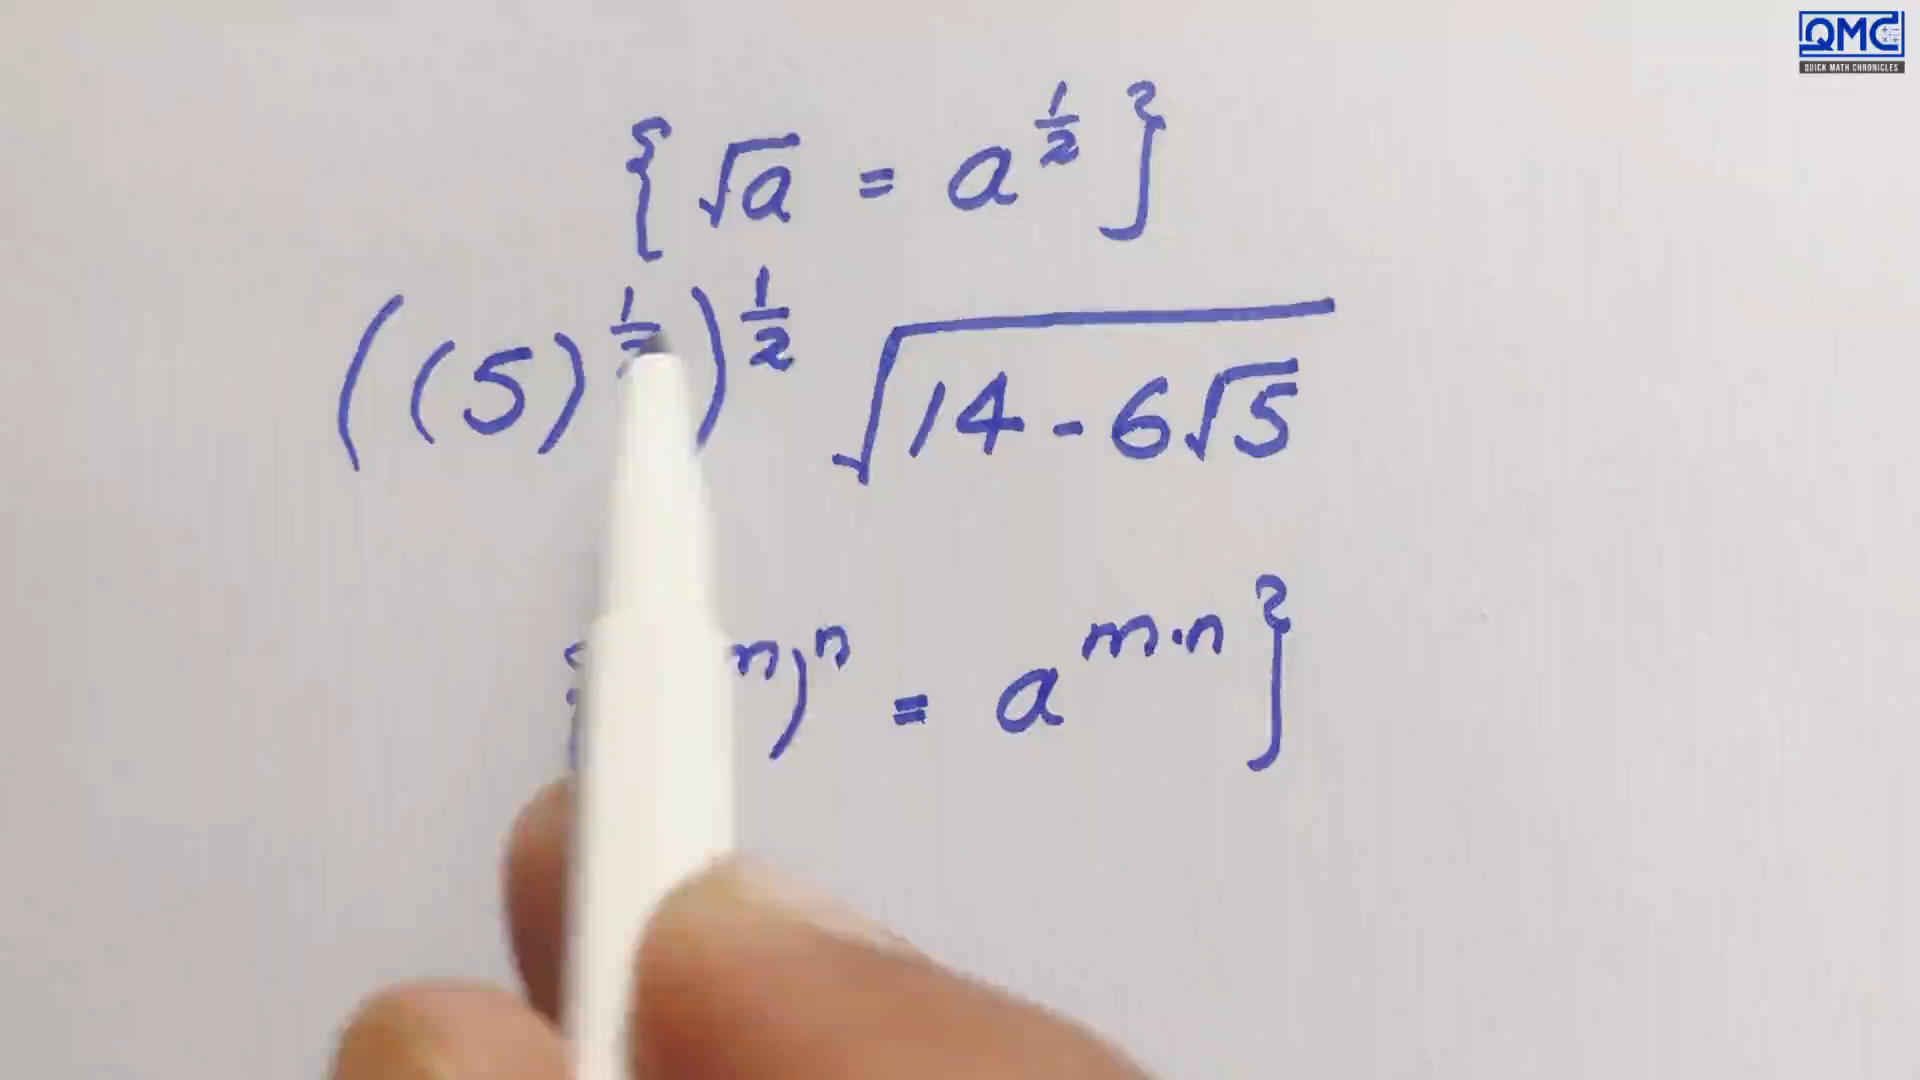 QMC
QUICK MATH CHRONICLES
{ √a = a^(1/2) }
((5)^(1/2))^(1/2) √(14 - 6√5)
n)^n = a^(m·n) }